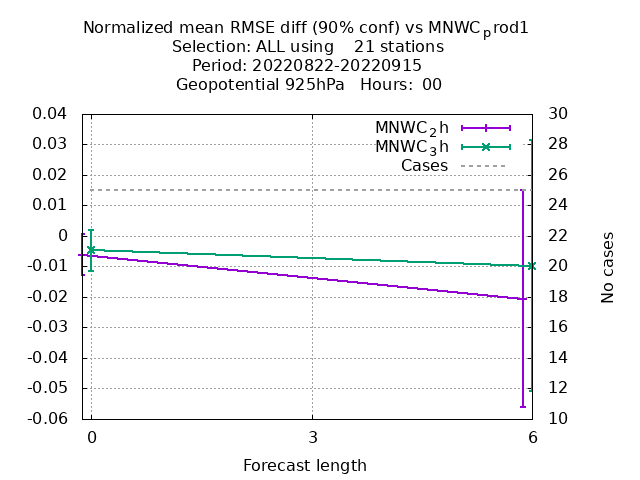 Normalized mean RMSE diff (90% conf) vs MNWCprod1
Selection: ALL using    21 stations
Period: 20220822-20220915
Geopotential 925hPa   Hours:  00
MNWC2h
MNWC3h
Cases
0.04
0.03
0.02
0.01
0
-0.01
-0.02
-0.03
-0.04
-0.05
-0.06
30
28
26
24
22
20
18
16
14
12
10
No cases
0 3 6
Forecast length